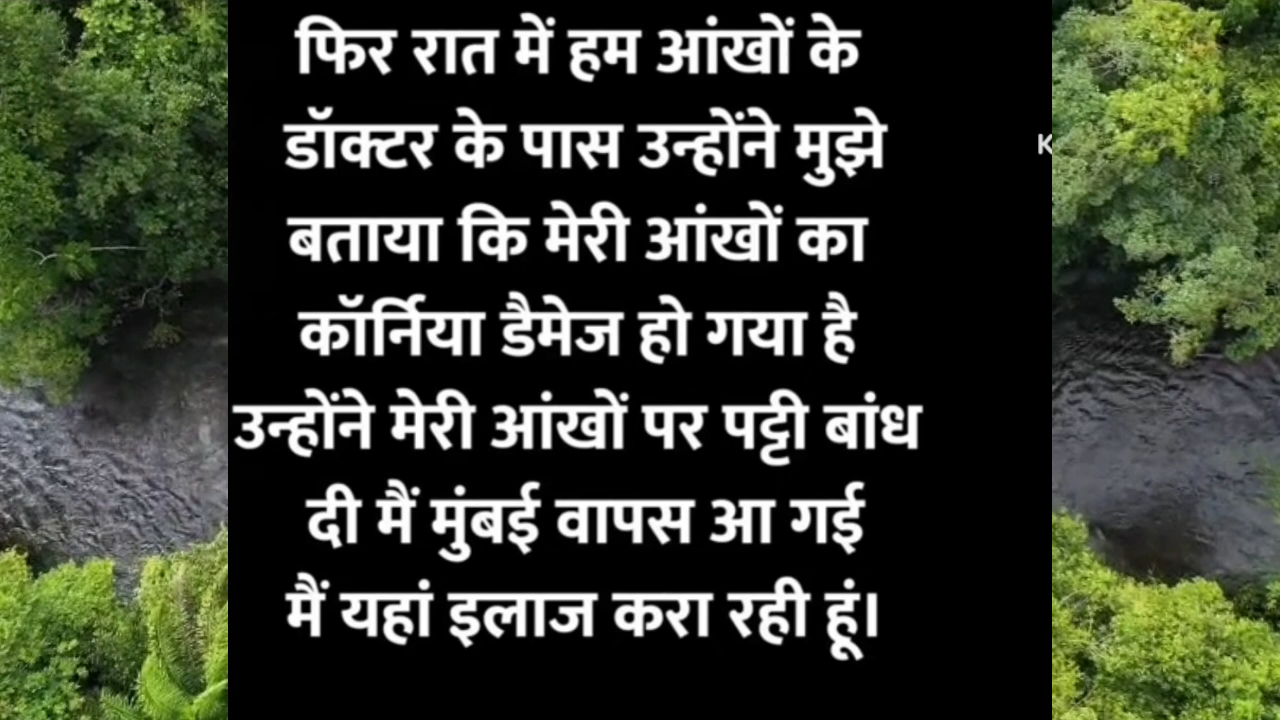 फिर रात में हम आंखों के
डॉक्टर के पास उन्होंने मुझे
बताया कि मेरी आंखों का
कॉर्निया डैमेज हो गया है
उन्होंने मेरी आंखों पर पट्टी बांध
दी मैं मुंबई वापस आ गई
मैं यहां इलाज करा रही हूं।